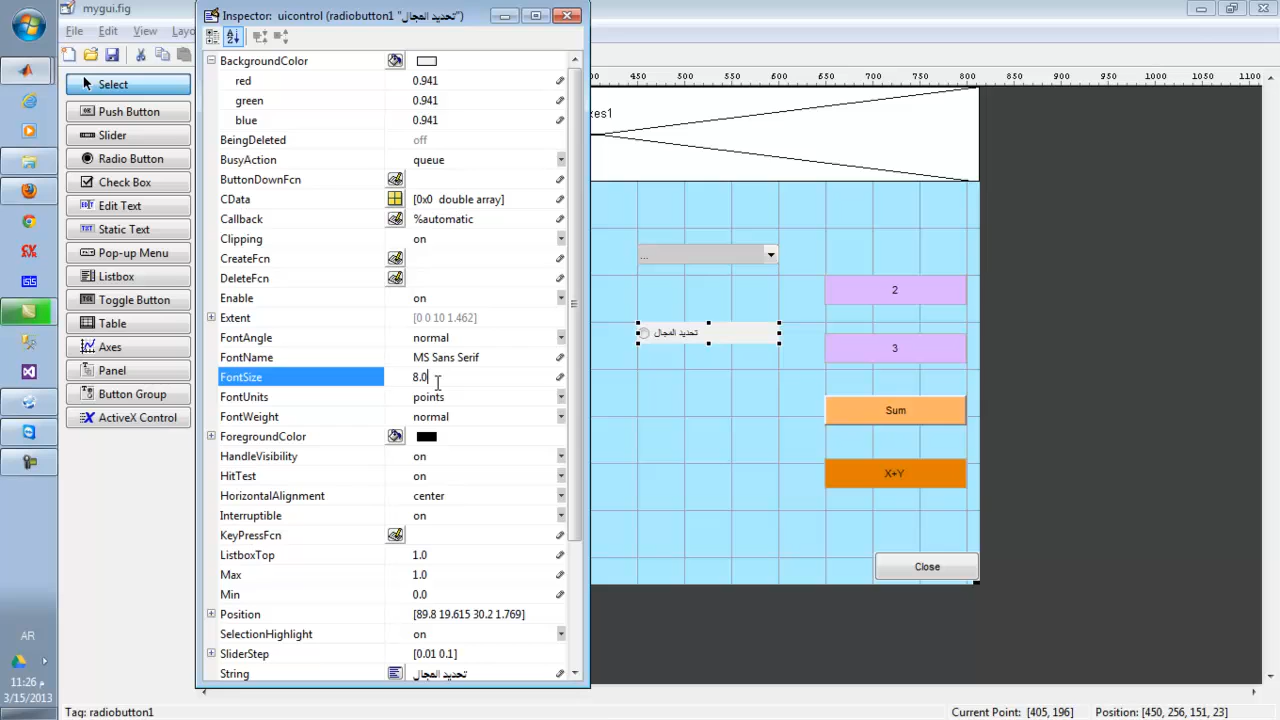 mygui.fig
File Edit View Layo
Select
Push Button
Slider
Radio Button
Check Box
Edit Text
Static Text
Pop-up Menu
Listbox
Toggle Button
Table
Axes
Panel
Button Group
ActiveX Control
Inspector: uicontrol (radiobutton1 "تحديد المجال")
BackgroundColor
red 0.941
green 0.941
blue 0.941
BeingDeleted off
BusyAction queue
ButtonDownFcn
CData [0x0 double array]
Callback %automatic
Clipping on
CreateFcn
DeleteFcn
Enable on
Extent [0 0 10 1.462]
FontAngle normal
FontName MS Sans Serif
FontSize 8.0
FontUnits points
FontWeight normal
ForegroundColor
HandleVisibility on
HitTest on
HorizontalAlignment center
Interruptible on
KeyPressFcn
ListboxTop 1.0
Max 1.0
Min 0.0
Position [89.8 19.615 30.2 1.769]
SelectionHighlight on
SliderStep [0.01 0.1]
String تحديد المجال
450 500 550 600 650 700 750 800 850 900 950 1000 1050 1100
xes1
...
تحديد المجال
2
3
Sum
X+Y
Close
AR
11:26 ص
3/15/2013
Tag: radiobutton1
Current Point: [405, 196] Position: [450, 256, 151, 23]